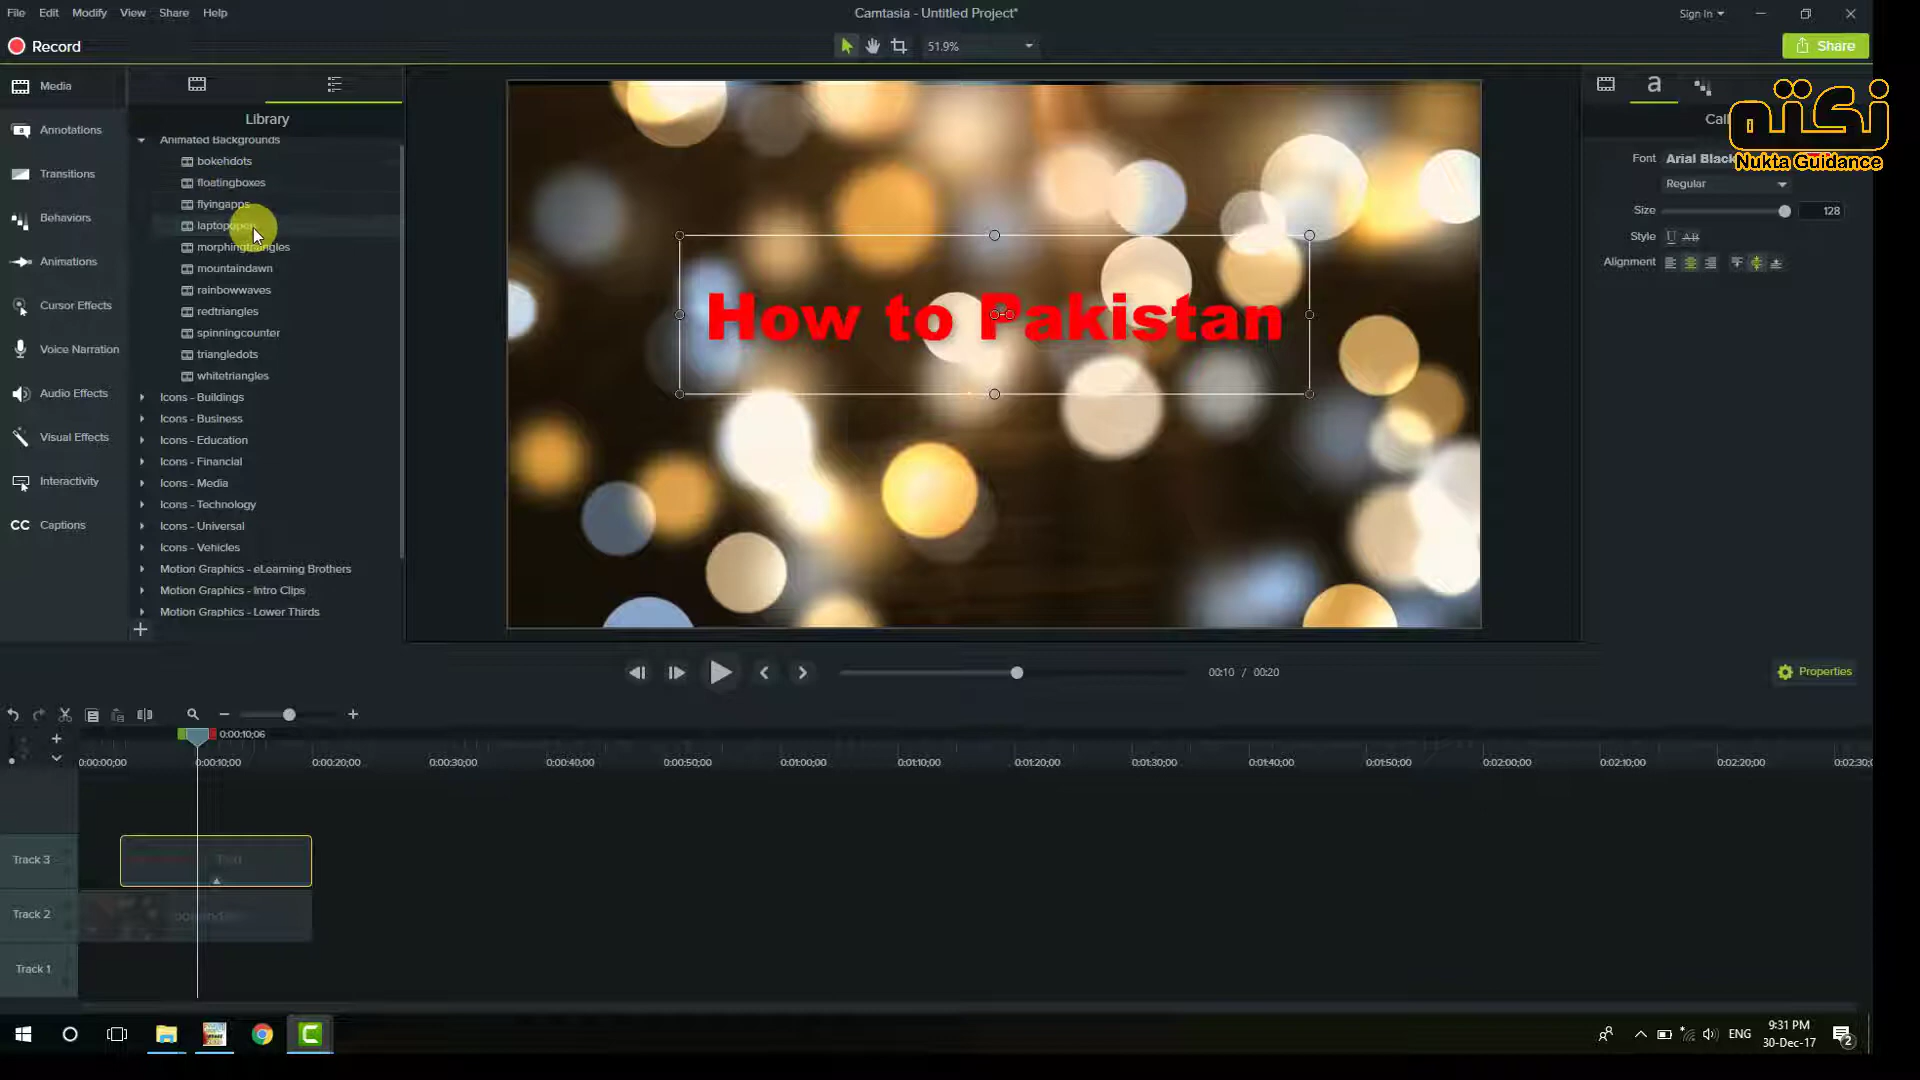 File Edit Modify View Share Help
Camtasia - Untitled Project*
Sign In
Record
51.9%
Share
Media
Annotations
Transitions
Behaviors
Animations
Cursor Effects
Voice Narration
Audio Effects
Visual Effects
Interactivity
CC Captions
Library
Animated Backgrounds
bokehdots
floatingboxes
flyingapps
laptopopen
morphingtriangles
mountaindawn
rainbowwaves
redtriangles
spinningcounter
triangledots
whitetriangles
Icons - Buildings
Icons - Business
Icons - Education
Icons - Financial
Icons - Media
Icons - Technology
Icons - Universal
Icons - Vehicles
Motion Graphics - eLearning Brothers
Motion Graphics - Intro Clips
Motion Graphics - Lower Thirds
How to Pakistan
a
نکتہ
Nukta Guidance
Font Arial Black
Regular
Size 128
Style U AB
Alignment
00:10 / 00:20
Properties
0:00:10;06
0:00:00;00 0:00:10;00 0:00:20;00 0:00:30;00 0:00:40;00 0:00:50;00 0:01:00;00 0:01:10;00 0:01:20;00 0:01:30;00 0:01:40;00 0:01:50;00 0:02:00;00 0:02:10;00 0:02:20;00
Track 3
Track 2
Track 1
ENG
9:31 PM
30-Dec-17
2